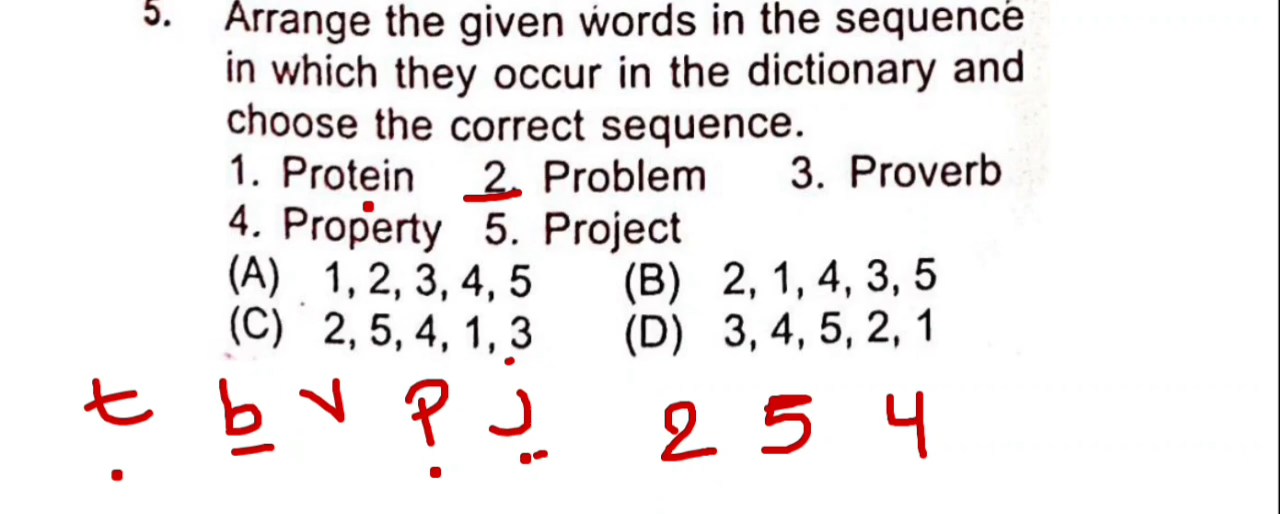 5. Arrange the given words in the sequence
in which they occur in the dictionary and
choose the correct sequence.
1. Protein 2. Problem 3. Proverb
4. Property 5. Project
(A) 1, 2, 3, 4, 5 (B) 2, 1, 4, 3, 5
(C) 2, 5, 4, 1, 3 (D) 3, 4, 5, 2, 1
t b v p j 2 5 4